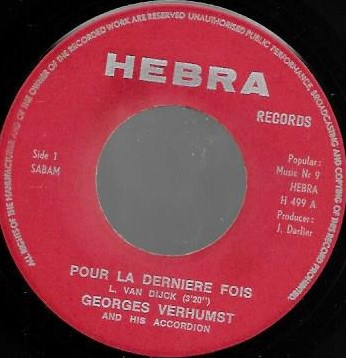 ALL RIGHTS OF THE MANUFACTURER AND OF THE OWNER OF THE RECORDED WORK ARE RESERVED UNAUTHORISED PUBLIC PERFORMANCE BROADCASTING AND COPYING OF THIS RECORD PROHIBITED.
HEBRA
RECORDS
Side 1
SABAM
Popular:
Music Nr 9
HEBRA
H 499 A
Producer:
J. Darlier
POUR LA DERNIERE FOIS
L. VAN DIJCK (3'20")
GEORGES VERHUMST
AND HIS ACCORDION